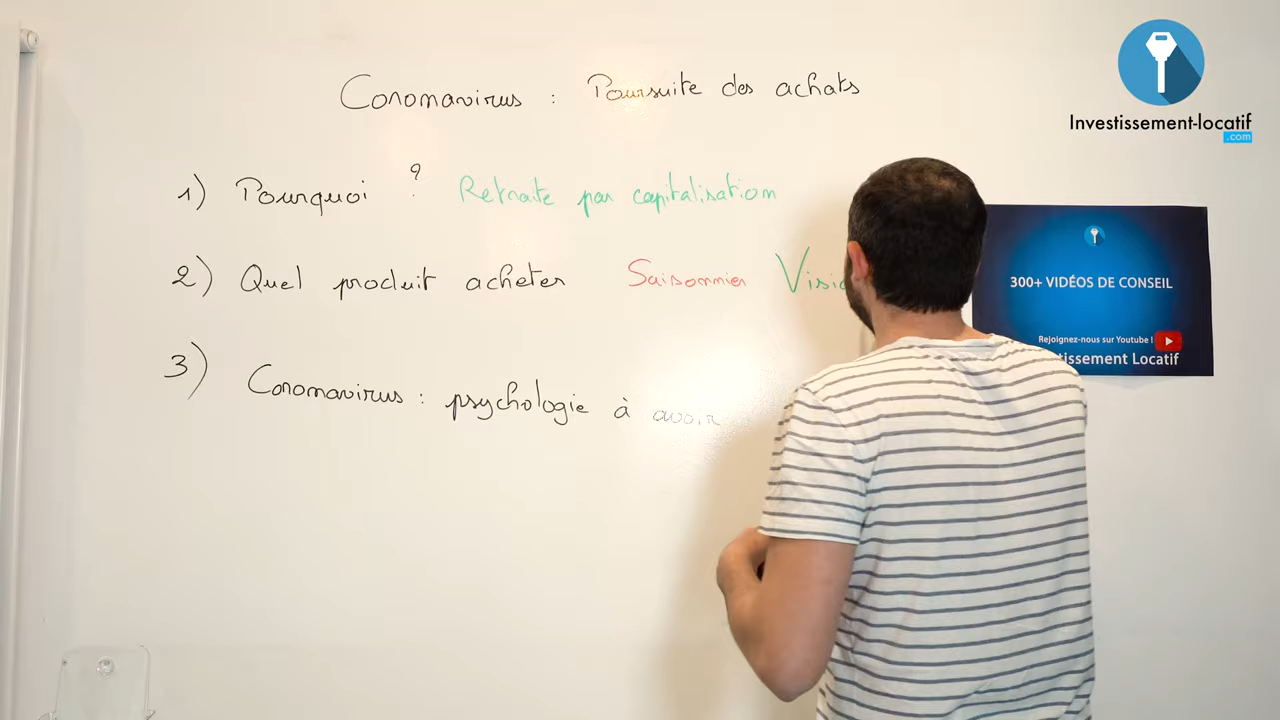 Coronavirus : Poursuite des achats
Investissement-locatif
.com
1) Pourquoi ? Retraite par capitalisation
2) Quel produit acheter Saisonnier
3) Coronavirus : psychologie à avoir
300+ VIDÉOS DE CONSEIL
Rejoignez-nous sur Youtube !
Locatif